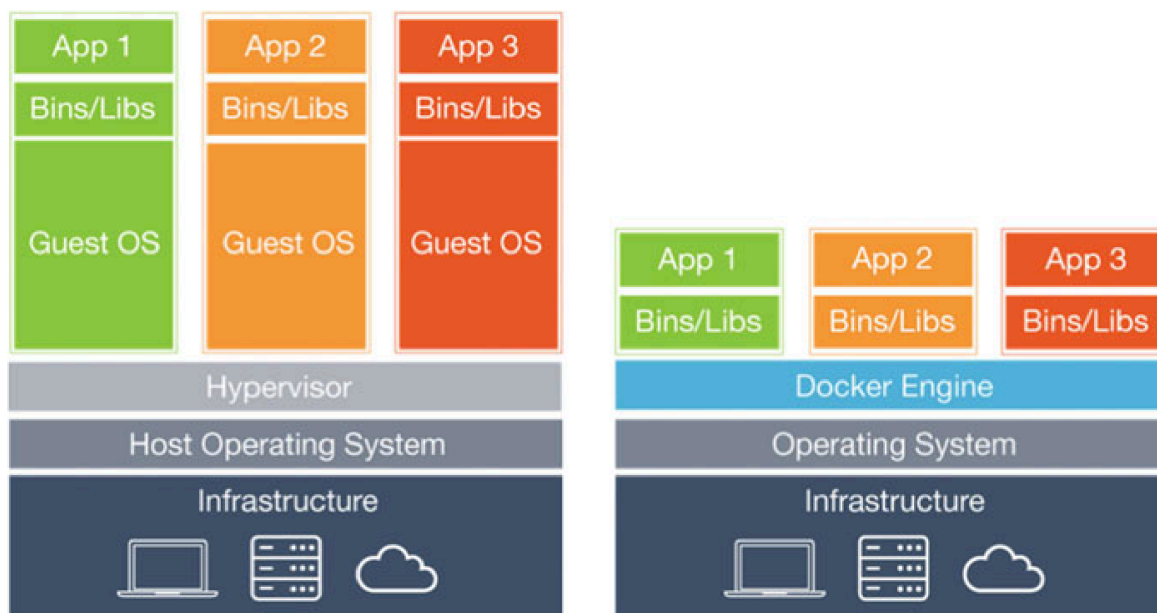 App 1
App 2
App 3
Bins/Libs
Bins/Libs
Bins/Libs
Guest OS
Guest OS
Guest OS
Hypervisor
Host Operating System
Infrastructure
App 1
App 2
App 3
Bins/Libs
Bins/Libs
Bins/Libs
Docker Engine
Operating System
Infrastructure